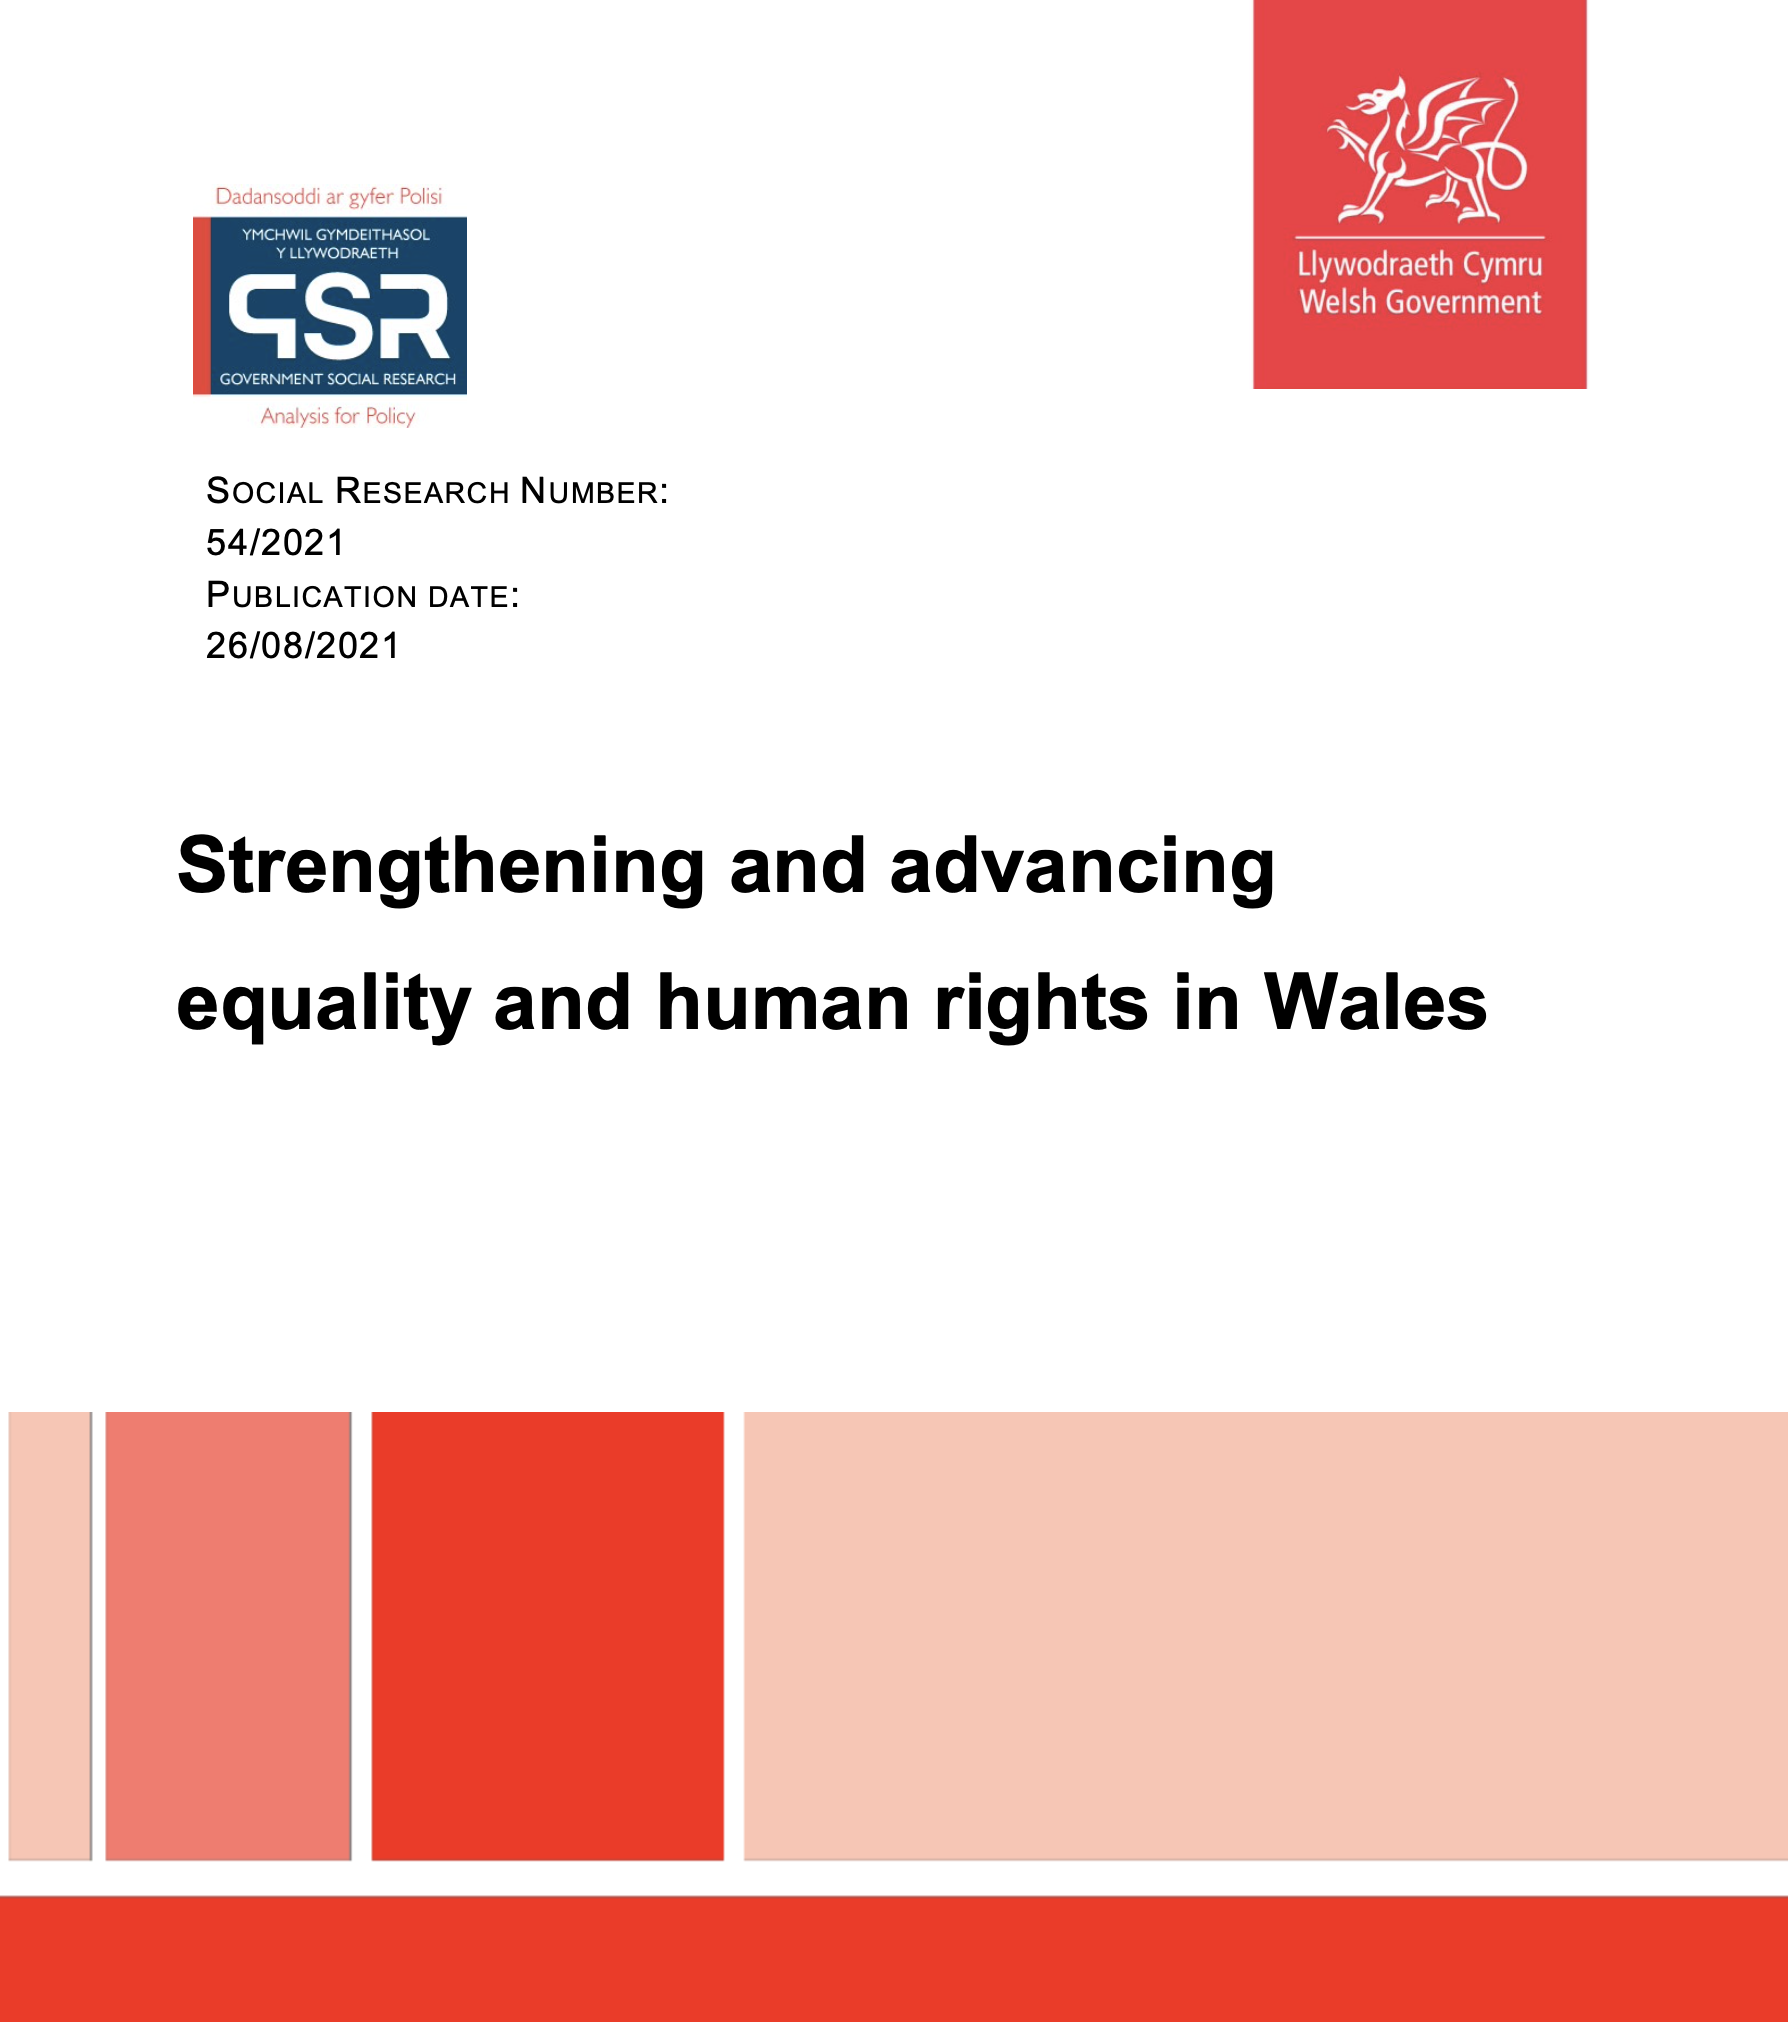 Dadansoddi ar gyfer Polisi
YMCHWIL GYMDEITHASOL
Y LLYWODRAETH
GSR
GOVERNMENT SOCIAL RESEARCH
Analysis for Policy
Llywodraeth Cymru
Welsh Government
SOCIAL RESEARCH NUMBER:
54/2021
PUBLICATION DATE:
26/08/2021
Strengthening and advancing
equality and human rights in Wales